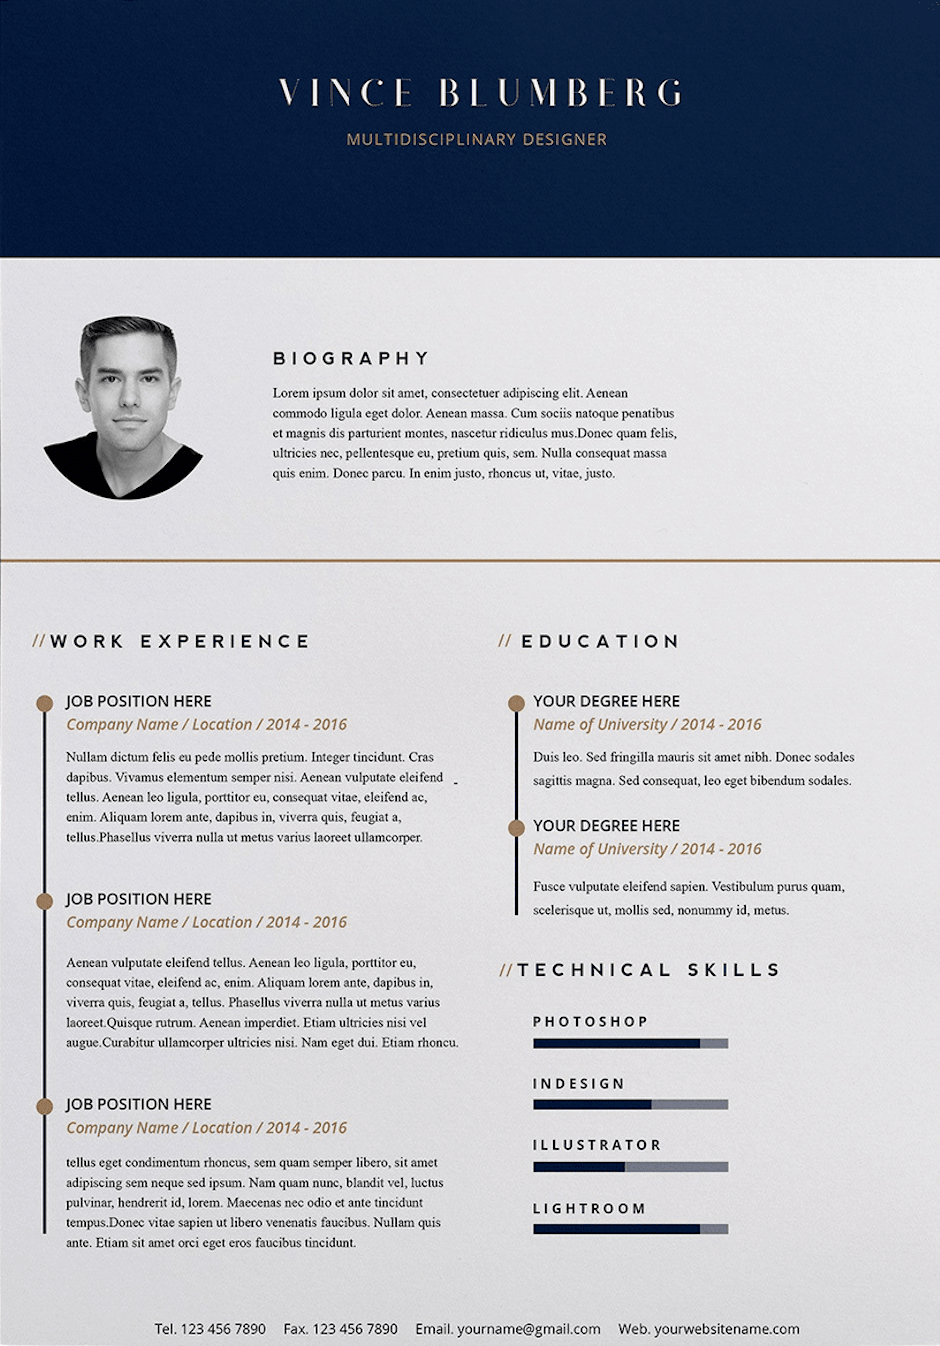 VINCE BLUMBERG
MULTIDISCIPLINARY DESIGNER
BIOGRAPHY
Lorem ipsum dolor sit amet, consectetuer adipiscing elit. Aenean
commodo ligula eget dolor. Aenean massa. Cum sociis natoque penatibus
et magnis dis parturient montes, nascetur ridiculus mus.Donec quam felis,
ultricies nec, pellentesque eu, pretium quis, sem. Nulla consequat massa
quis enim. Donec parcu. In enim justo, rhoncus ut, vitae, justo.
//WORK EXPERIENCE
JOB POSITION HERE
Company Name / Location / 2014 - 2016
Nullam dictum felis eu pede mollis pretium. Integer tincidunt. Cras
dapibus. Vivamus elementum semper nisi. Aenean vulputate eleifend -
tellus. Aenean leo ligula, porttitor eu, consequat vitae, eleifend ac,
enim. Aliquam lorem ante, dapibus in, viverra quis, feugiat a,
tellus.Phasellus viverra nulla ut metus varius laoreet ullamcorper.
JOB POSITION HERE
Company Name / Location / 2014 - 2016
Aenean vulputate eleifend tellus. Aenean leo ligula, porttitor eu,
consequat vitae, eleifend ac, enim. Aliquam lorem ante, dapibus in,
viverra quis, feugiat a, tellus. Phasellus viverra nulla ut metus varius
laoreet.Quisque rutrum. Aenean imperdiet. Etiam ultricies nisi vel
augue.Curabitur ullamcorper ultricies nisi. Nam eget dui. Etiam rhoncu.
JOB POSITION HERE
Company Name / Location / 2014 - 2016
tellus eget condimentum rhoncus, sem quam semper libero, sit amet
adipiscing sem neque sed ipsum. Nam quam nunc, blandit vel, luctus
pulvinar, hendrerit id, lorem. Maecenas nec odio et ante tincidunt
tempus.Donec vitae sapien ut libero venenatis faucibus. Nullam quis
ante. Etiam sit amet orci eget eros faucibus tincidunt.
// EDUCATION
YOUR DEGREE HERE
Name of University / 2014 - 2016
Duis leo. Sed fringilla mauris sit amet nibh. Donec sodales
sagittis magna. Sed consequat, leo eget bibendum sodales.
YOUR DEGREE HERE
Name of University / 2014 - 2016
Fusce vulputate eleifend sapien. Vestibulum purus quam,
scelerisque ut, mollis sed, nonummy id, metus.
//TECHNICAL SKILLS
PHOTOSHOP
INDESIGN
ILLUSTRATOR
LIGHTROOM
Tel. 123 456 7890 Fax. 123 456 7890 Email. yourname@gmail.com Web. yourwebsitename.com